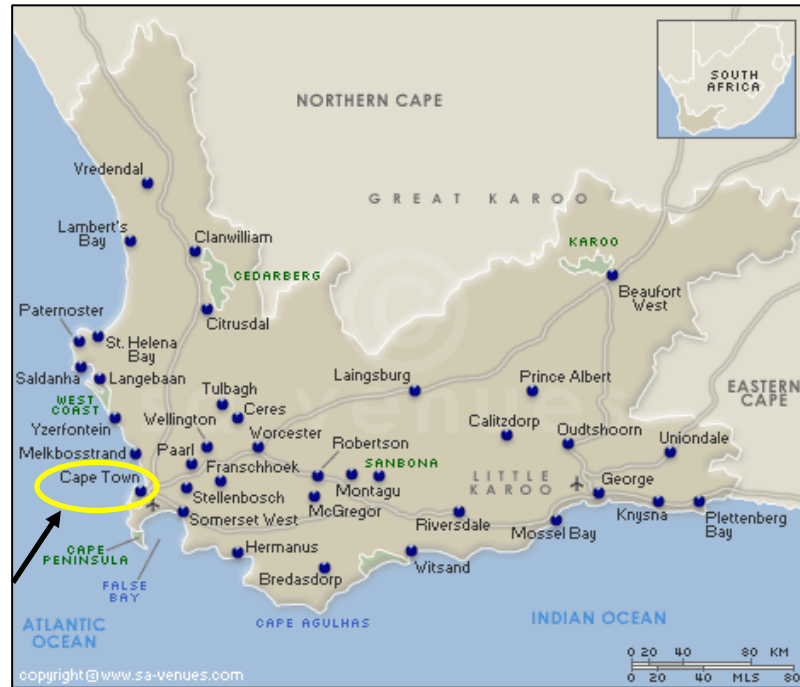 SOUTH
AFRICA
NORTHERN CAPE
Vredendal
GREAT KAROO
Lambert's
Bay
Clanwilliam
KAROO
CEDARBERG
Beaufort
West
Paternoster
Citrusdal
St. Helena
Bay
Saldanha
Langebaan
Laingsburg
Prince Albert
EASTERN
CAPE
WEST
COAST
Tulbagh
Ceres
Yzerfontein
Wellington
Worcester
Calitzdorp
Oudtshoorn
Uniondale
Melkbosstrand
Paarl
Robertson
Franschhoek
SANBONA
Cape Town
Montagu
LITTLE
KAROO
George
Stellenbosch
McGregor
Somerset West
Riversdale
Mossel Bay
Knysna
Plettenberg
Bay
CAPE
PENINSULA
Hermanus
Witsand
Bredasdorp
FALSE
BAY
ATLANTIC
OCEAN
CAPE AGULHAS
INDIAN OCEAN
0 20 40 80 KM
0 20 40 MLS 80
copyright@www.sa-venues.com
©
sa-venues